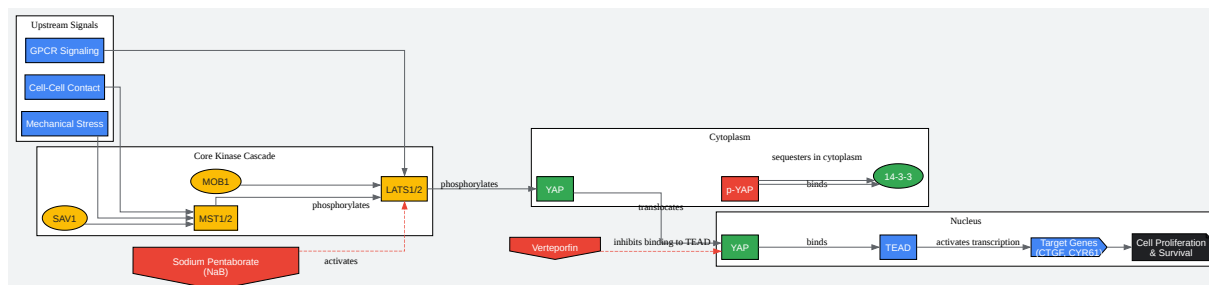 Upstream Signals
GPCR Signaling
Cell-Cell Contact
Mechanical Stress
Core Kinase Cascade
MOB1
SAV1
MST1/2
phosphorylates
LATS1/2
Sodium Pentaborate
(NaB)
activates
phosphorylates
Cytoplasm
YAP
p-YAP
sequesters in cytoplasm
binds
14-3-3
translocates
Verteporfin
inhibits binding to TEAD
Nucleus
YAP
binds
TEAD
activates transcription
Target Genes
(CTGF, CYR61)
Cell Proliferation
& Survival